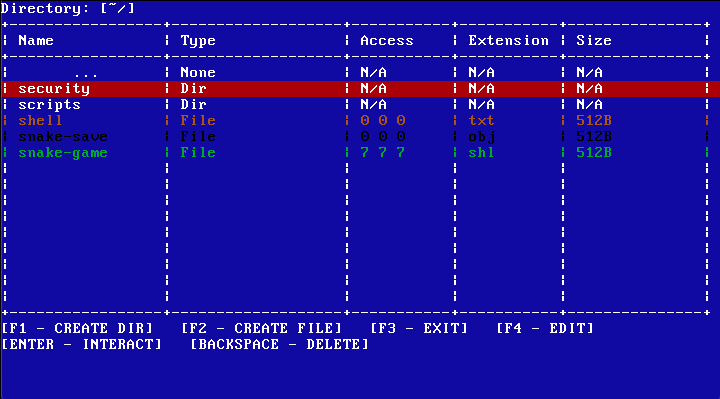 Directory: [~/]
Name Type Access Extension Size
... None N/A N/A N/A
security Dir N/A N/A N/A
scripts Dir N/A N/A N/A
shell File 0 0 0 txt 512B
snake-save File 0 0 0 obj 512B
snake-game File 7 7 7 shl 512B
[F1 - CREATE DIR] [F2 - CREATE FILE] [F3 - EXIT] [F4 - EDIT]
[ENTER - INTERACT] [BACKSPACE - DELETE]